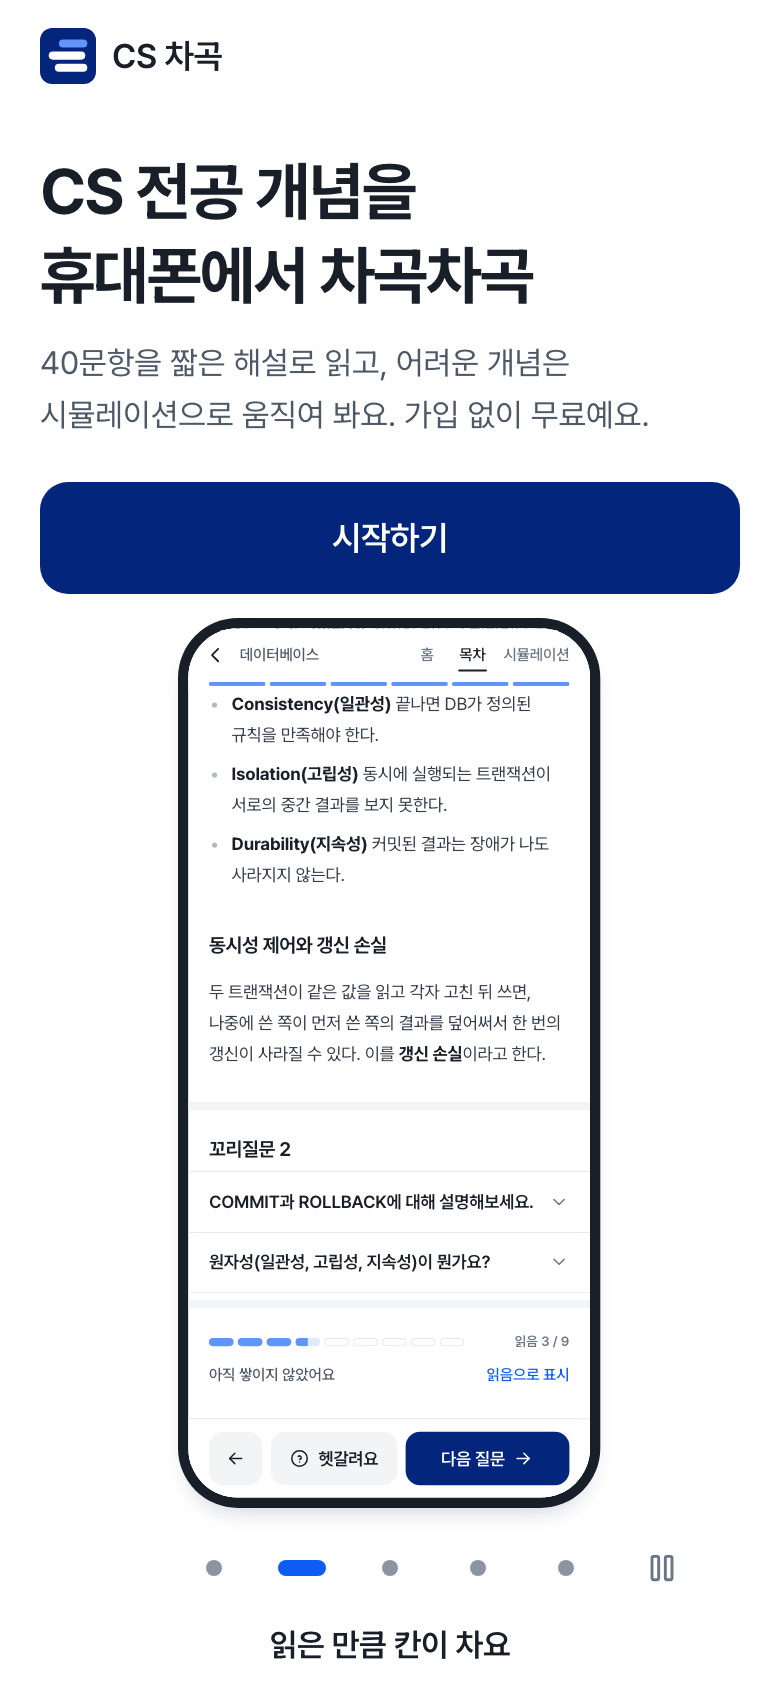 CS 차곡
CS 전공 개념을
휴대폰에서 차곡차곡
40문항을 짧은 해설로 읽고, 어려운 개념은
시뮬레이션으로 움직여 봐요. 가입 없이 무료예요.
시작하기
데이터베이스 홈 목차 시뮬레이션
Consistency(일관성) 끝나면 DB가 정의된
규칙을 만족해야 한다.
Isolation(고립성) 동시에 실행되는 트랜잭션이
서로의 중간 결과를 보지 못한다.
Durability(지속성) 커밋된 결과는 장애가 나도
사라지지 않는다.
동시성 제어와 갱신 손실
두 트랜잭션이 같은 값을 읽고 각자 고친 뒤 쓰면,
나중에 쓴 쪽이 먼저 쓴 쪽의 결과를 덮어써서 한 번의
갱신이 사라질 수 있다. 이를 갱신 손실이라고 한다.
꼬리질문 2
COMMIT과 ROLLBACK에 대해 설명해보세요.
원자성(일관성, 고립성, 지속성)이 뭔가요?
읽음 3 / 9
아직 쌓이지 않았어요 읽음으로 표시
헷갈려요 다음 질문
읽은 만큼 칸이 차요